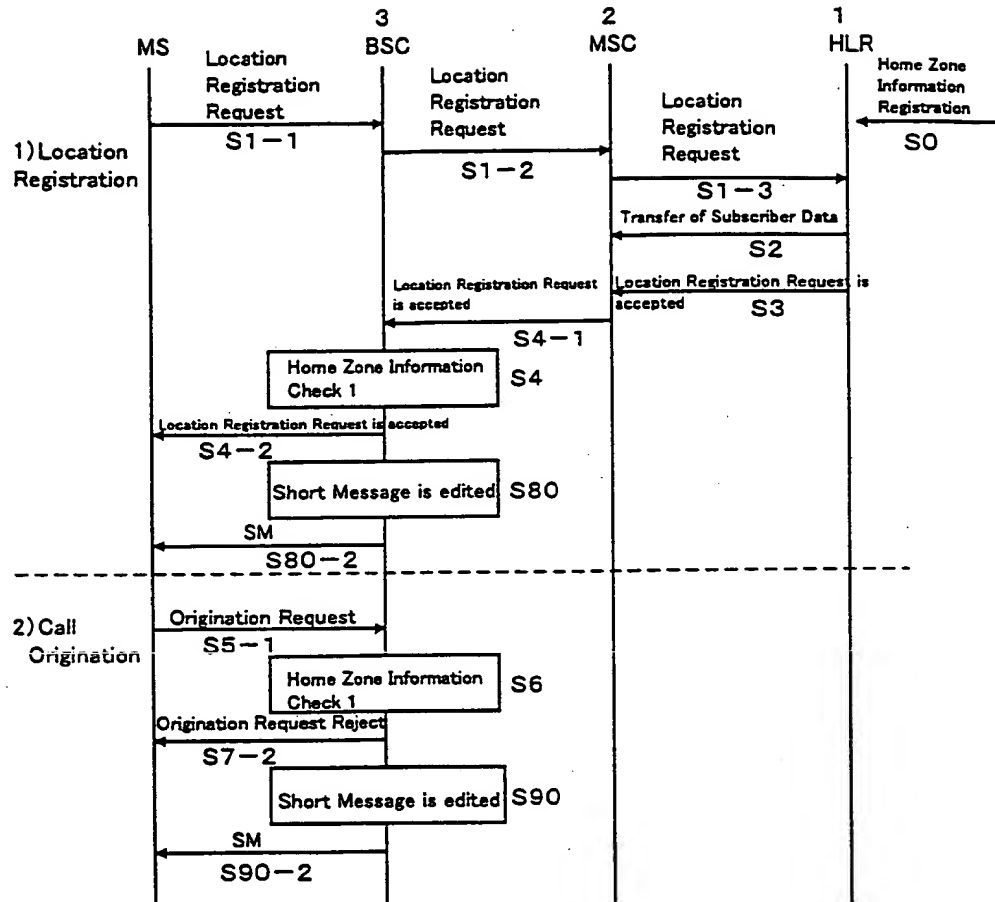 3
2
1
MS
BSC
MSC
HLR
Location
Registration
Request
S1-1
Location
Registration
Request
S1-2
Location
Registration
Request
S1-3
Home Zone
Information
Registration
S0
1)Location
Registration
Transfer of Subscriber Data
S2
Location Registration Request is
accepted
S3
Location Registration Request
is accepted
S4-1
Home Zone Information
Check 1
S4
Location Registration Request is accepted
S4-2
Short Message is edited
S80
SM
S80-2
2)Call
Origination
Origination Request
S5-1
Home Zone Information
Check 1
S6
Origination Request Reject
S7-2
Short Message is edited
S90
SM
S90-2